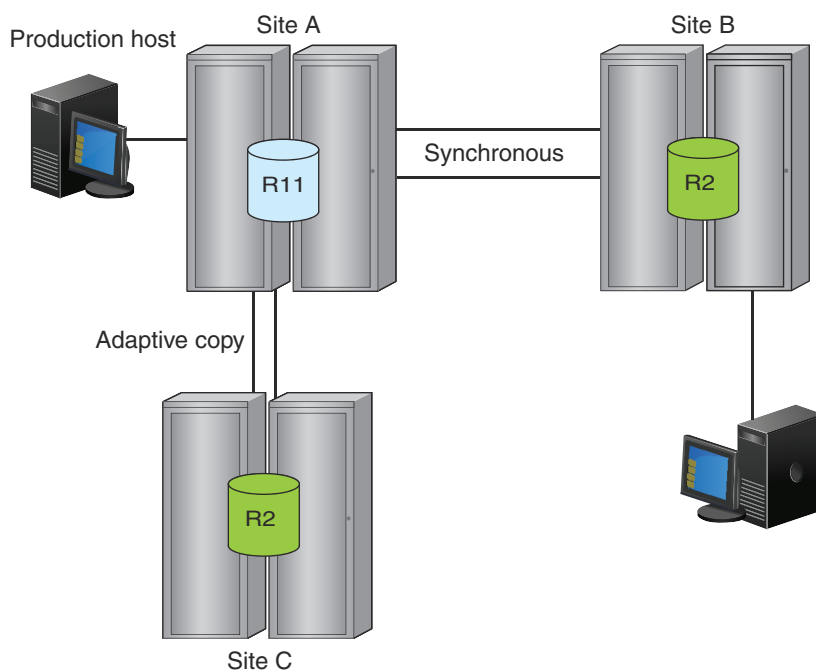 Site A
Site B
Production host
R11
Synchronous
R2
Adaptive copy
R2
Site C